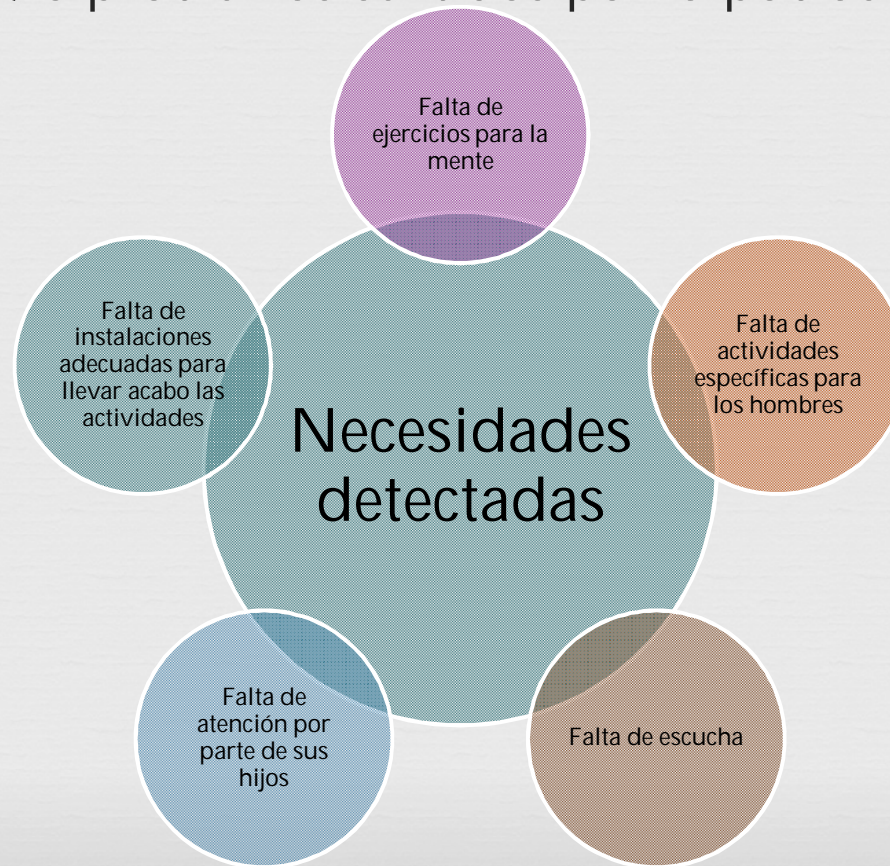 Falta de
ejercicios para la
mente
Falta de
actividades
específicas para
los hombres
Falta de escucha
Falta de
atención por
parte de sus
hijos
Falta de
instalaciones
adecuadas para
llevar acabo las
actividades
Necesidades
detectadas